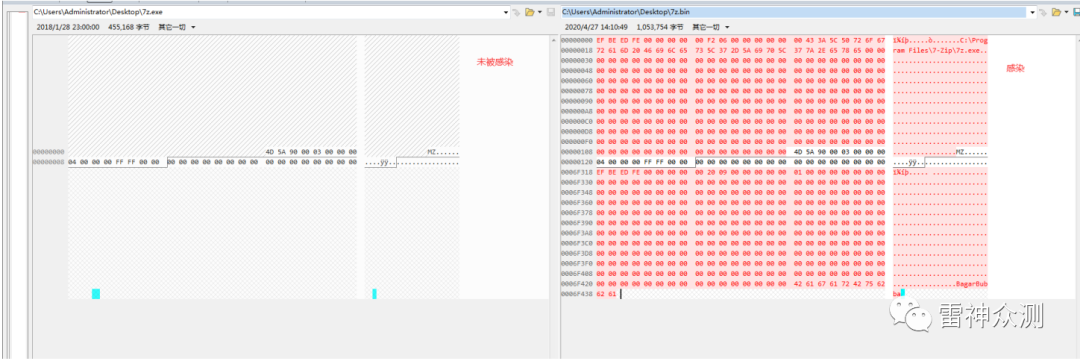 C:\Users\Administrator\Desktop\7z.exe
2018/1/28 23:00:00 455,168 字节 其它一切
未被感染
00000000 4D 5A 90 00 03 00 00 00 MZ......
00000008 04 00 00 00 FF FF 00 00 00 00 00 00 00 00 00 00 00 00 00 00 00 00 00 00 ....ÿÿ..................
C:\Users\Administrator\Desktop\7z.bin
2020/4/27 14:10:49 1,053,754 字节 其它一切
感染
00000000 EF BE ED FE 00 00 00 00 00 F2 06 00 00 00 00 00 00 43 3A 5C 50 72 6F 67 ï¾íþ.....ò.......C:\Prog
00000018 72 61 6D 20 46 69 6C 65 73 5C 37 2D 5A 69 70 5C 37 7A 2E 65 78 65 00 00 ram Files\7-Zip\7z.exe..
00000030 00 00 00 00 00 00 00 00 00 00 00 00 00 00 00 00 00 00 00 00 00 00 00 00 ........................
00000048 00 00 00 00 00 00 00 00 00 00 00 00 00 00 00 00 00 00 00 00 00 00 00 00 ........................
00000060 00 00 00 00 00 00 00 00 00 00 00 00 00 00 00 00 00 00 00 00 00 00 00 00 ........................
00000078 00 00 00 00 00 00 00 00 00 00 00 00 00 00 00 00 00 00 00 00 00 00 00 00 ........................
00000090 00 00 00 00 00 00 00 00 00 00 00 00 00 00 00 00 00 00 00 00 00 00 00 00 ........................
000000A8 00 00 00 00 00 00 00 00 00 00 00 00 00 00 00 00 00 00 00 00 00 00 00 00 ........................
000000C0 00 00 00 00 00 00 00 00 00 00 00 00 00 00 00 00 00 00 00 00 00 00 00 00 ........................
000000D8 00 00 00 00 00 00 00 00 00 00 00 00 00 00 00 00 00 00 00 00 00 00 00 00 ........................
000000F0 00 00 00 00 00 00 00 00 00 00 00 00 00 00 00 00 00 00 00 00 00 00 00 00 ........................
00000108 00 00 00 00 00 00 00 00 00 00 00 00 00 00 00 00 4D 5A 90 00 03 00 00 00 ................MZ......
00000120 04 00 00 00 FF FF 00 00 00 00 00 00 00 00 00 00 00 00 00 00 00 00 00 00 ....ÿÿ..................
0006F318 EF BE ED FE 00 00 00 00 00 20 09 00 00 00 00 00 01 00 00 00 00 00 00 00 ï¾íþ..... ..............
0006F330 00 00 00 00 00 00 00 00 00 00 00 00 00 00 00 00 00 00 00 00 00 00 00 00 ........................
0006F348 00 00 00 00 00 00 00 00 00 00 00 00 00 00 00 00 00 00 00 00 00 00 00 00 ........................
0006F360 00 00 00 00 00 00 00 00 00 00 00 00 00 00 00 00 00 00 00 00 00 00 00 00 ........................
0006F378 00 00 00 00 00 00 00 00 00 00 00 00 00 00 00 00 00 00 00 00 00 00 00 00 ........................
0006F390 00 00 00 00 00 00 00 00 00 00 00 00 00 00 00 00 00 00 00 00 00 00 00 00 ........................
0006F3A8 00 00 00 00 00 00 00 00 00 00 00 00 00 00 00 00 00 00 00 00 00 00 00 00 ........................
0006F3C0 00 00 00 00 00 00 00 00 00 00 00 00 00 00 00 00 00 00 00 00 00 00 00 00 ........................
0006F3D8 00 00 00 00 00 00 00 00 00 00 00 00 00 00 00 00 00 00 00 00 00 00 00 00 ........................
0006F3F0 00 00 00 00 00 00 00 00 00 00 00 00 00 00 00 00 00 00 00 00 00 00 00 00 ........................
0006F408 00 00 00 00 00 00 00 00 00 00 00 00 00 00 00 00 00 00 00 00 00 00 00 00 ........................
0006F420 00 00 00 00 00 00 00 00 00 00 00 00 00 00 00 00 42 61 67 61 72 42 75 62 ................BagarBub
0006F438 62 61 ba
雷神众测